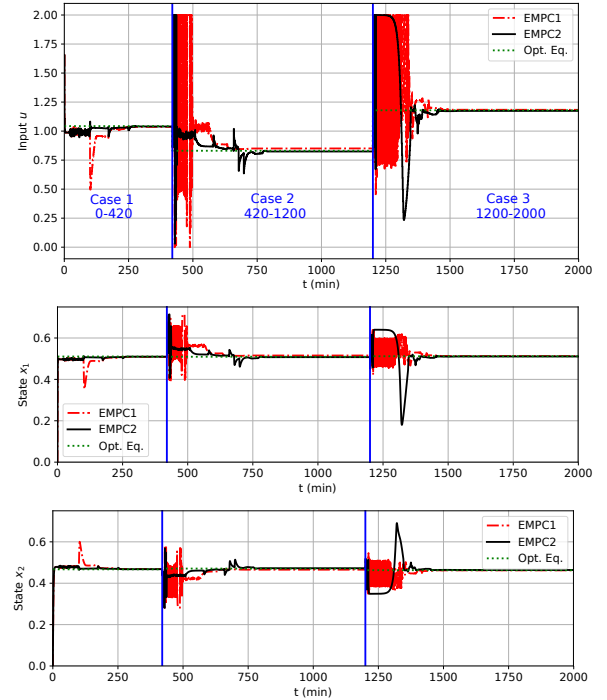 2.00
1.75
1.50
1.25
1.00
0.75
0.50
0.25
0.00
Input u
EMPC1
EMPC2
Opt. Eq.
Case 1
0-420
Case 2
420-1200
Case 3
1200-2000
0 250 500 750 1000 1250 1500 1750 2000
t (min)
0.6
0.4
0.2
0.0
State x₁
EMPC1
EMPC2
Opt. Eq.
0 250 500 750 1000 1250 1500 1750 2000
t (min)
0.6
0.4
0.2
0.0
State x₂
EMPC1
EMPC2
Opt. Eq.
0 250 500 750 1000 1250 1500 1750 2000
t (min)